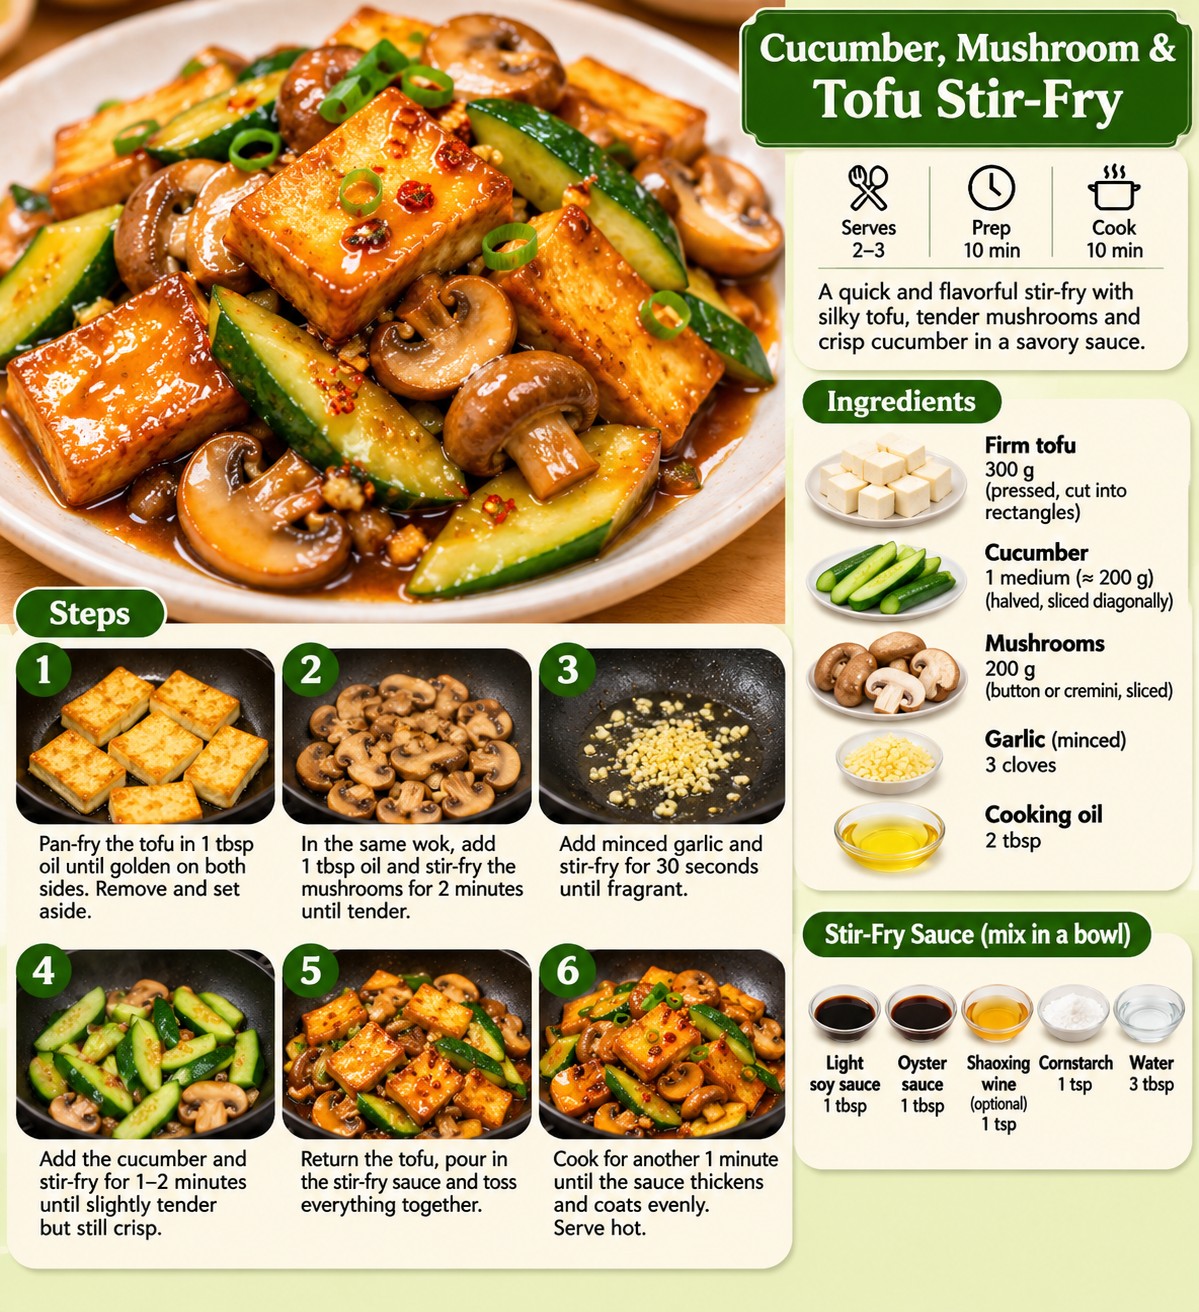 Cucumber, Mushroom &
Tofu Stir-Fry
Serves
2–3
Prep
10 min
Cook
10 min
A quick and flavorful stir-fry with
silky tofu, tender mushrooms and
crisp cucumber in a savory sauce.
Ingredients
Firm tofu
300 g
(pressed, cut into
rectangles)
Cucumber
1 medium (≈ 200 g)
(halved, sliced diagonally)
Mushrooms
200 g
(button or cremini, sliced)
Garlic (minced)
3 cloves
Cooking oil
2 tbsp
Stir-Fry Sauce (mix in a bowl)
Light
soy sauce
1 tbsp
Oyster
sauce
1 tbsp
Shaoxing
wine
(optional)
1 tsp
Cornstarch
1 tsp
Water
3 tbsp
Steps
1
Pan-fry the tofu in 1 tbsp
oil until golden on both
sides. Remove and set
aside.
2
In the same wok, add
1 tbsp oil and stir-fry the
mushrooms for 2 minutes
until tender.
3
Add minced garlic and
stir-fry for 30 seconds
until fragrant.
4
Add the cucumber and
stir-fry for 1–2 minutes
until slightly tender
but still crisp.
5
Return the tofu, pour in
the stir-fry sauce and toss
everything together.
6
Cook for another 1 minute
until the sauce thickens
and coats evenly.
Serve hot.